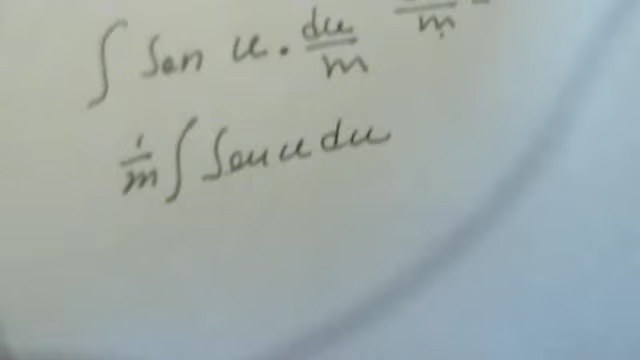 ∫ Sen u . du/m   /m
1/m ∫ Sen u du